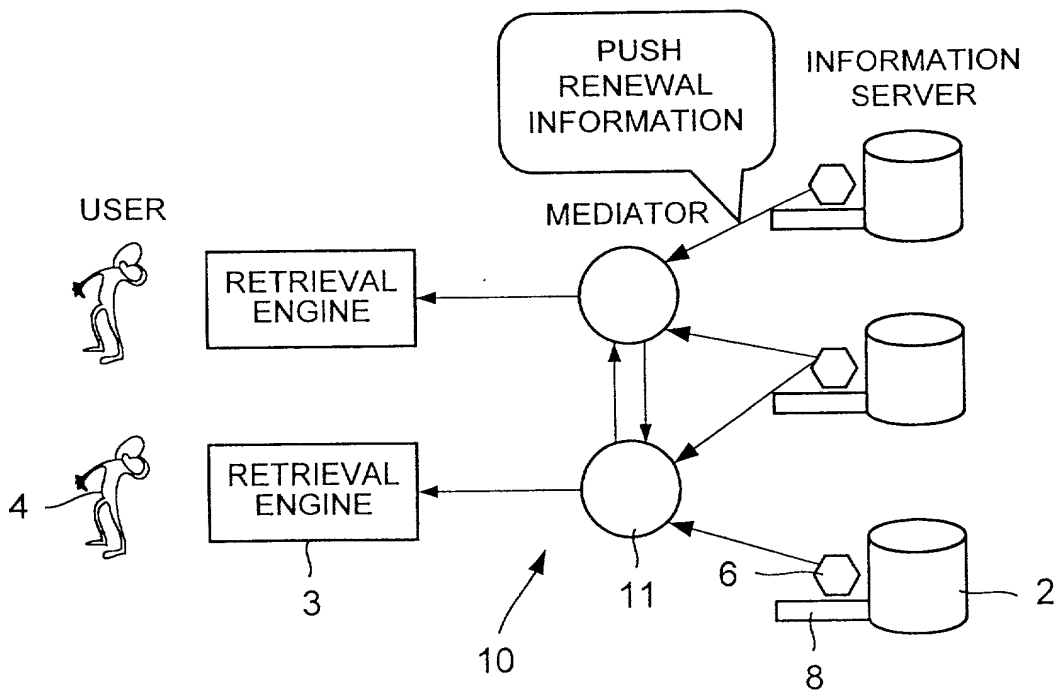 PUSH
RENEWAL
INFORMATION
INFORMATION
SERVER
USER
MEDIATOR
RETRIEVAL
ENGINE
RETRIEVAL
ENGINE
4
3
10
11
6
8
2